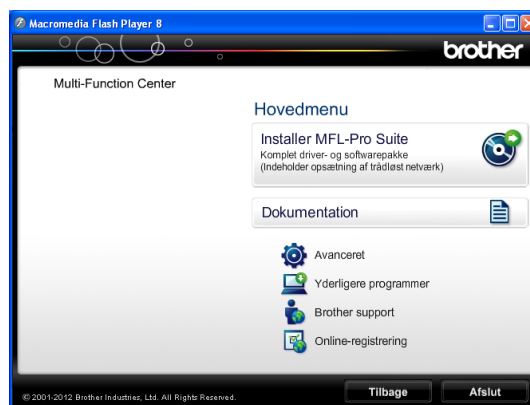 Macromedia Flash Player 8
brother
Multi-Function Center
Hovedmenu
Installer MFL-Pro Suite
Komplet driver- og softwarepakke
(Indeholder opsætning af trådløst netværk)
Dokumentation
Avanceret
Yderligere programmer
Brother support
Online-registrering
© 2001-2012 Brother Industries, Ltd. All Rights Reserved.
Tilbage
Afslut